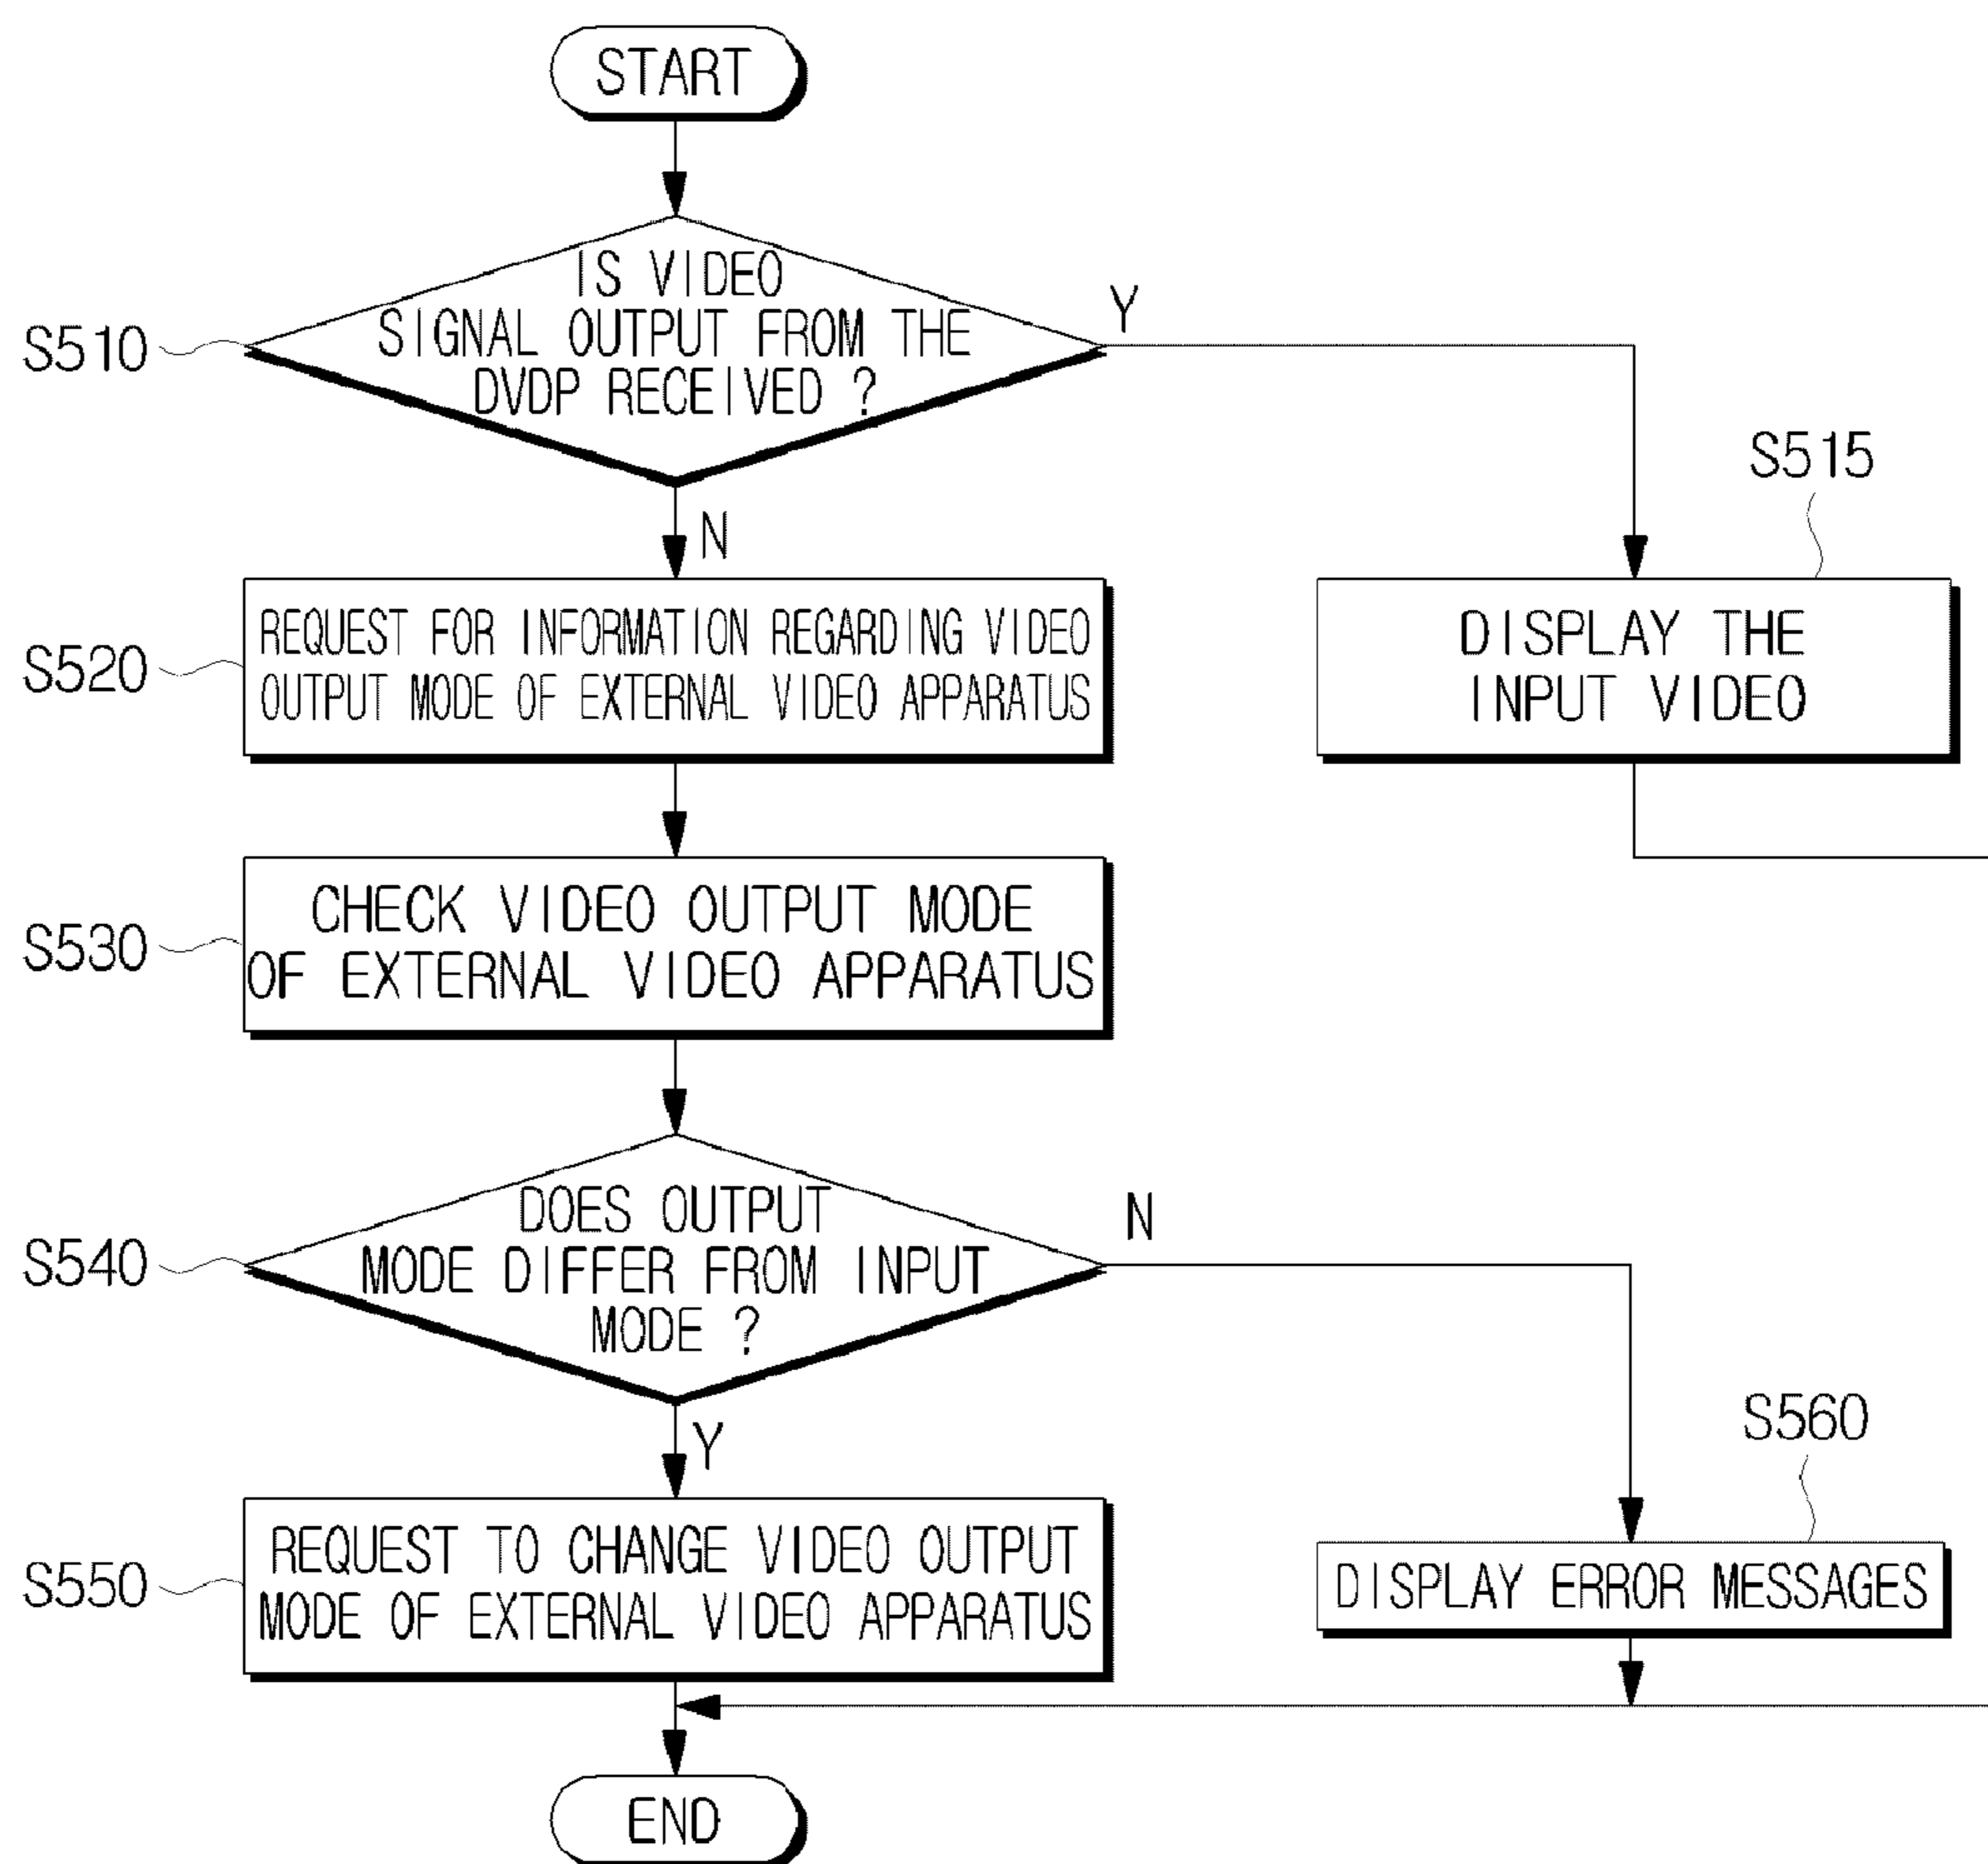 START
IS VIDEO
SIGNAL OUTPUT FROM THE
DVDP RECEIVED ?
Y
S510
S515
N
REQUEST FOR INFORMATION REGARDING VIDEO
OUTPUT MODE OF EXTERNAL VIDEO APPARATUS
S520
DISPLAY THE
INPUT VIDEO
CHECK VIDEO OUTPUT MODE
OF EXTERNAL VIDEO APPARATUS
S530
DOES OUTPUT
MODE DIFFER FROM INPUT
MODE ?
N
S540
S560
Y
REQUEST TO CHANGE VIDEO OUTPUT
MODE OF EXTERNAL VIDEO APPARATUS
S550
DISPLAY ERROR MESSAGES
END